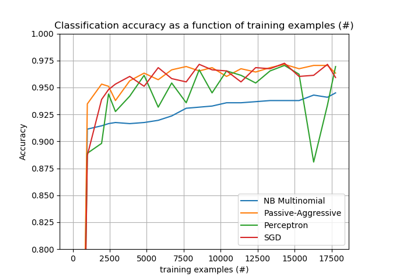 Classification accuracy as a function of training examples (#)
1.000
0.975
0.950
0.925
0.900
0.875
0.850
0.825
0.800
Accuracy
NB Multinomial
Passive-Aggressive
Perceptron
SGD
0 2500 5000 7500 10000 12500 15000 17500
training examples (#)